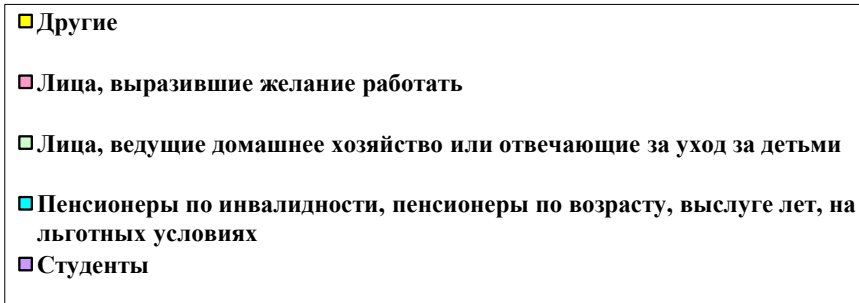 Другие
Лица, выразившие желание работать
Лица, ведущие домашнее хозяйство или отвечающие за уход за детьми
Пенсионеры по инвалидности, пенсионеры по возрасту, выслуге лет, на
льготных условиях
Студенты